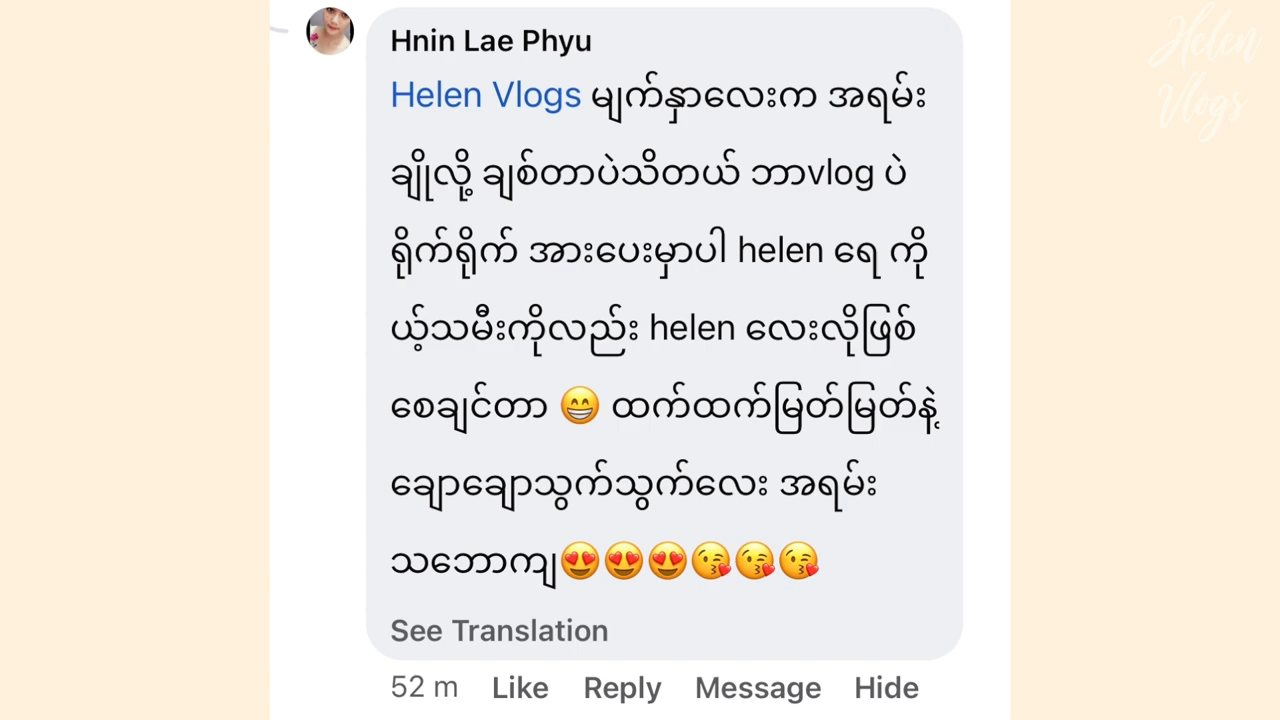 Helen
Vlogs
Hnin Lae Phyu
Helen Vlogs မျက်နှာလေးက အရမ်း
ချိုလို့ ချစ်တာပဲသိတယ် ဘာvlog ပဲ
ရိုက်ရိုက် အားပေးမှာပါ helen ရေ ကို
ယ့်သမီးကိုလည်း helen လေးလိုဖြစ်
စေချင်တာ 😁 ထက်ထက်မြတ်မြတ်နဲ့
ချောချောသွက်သွက်လေး အရမ်း
သဘောကျ😍😍😍😘😘😘
See Translation
52 m Like Reply Message Hide